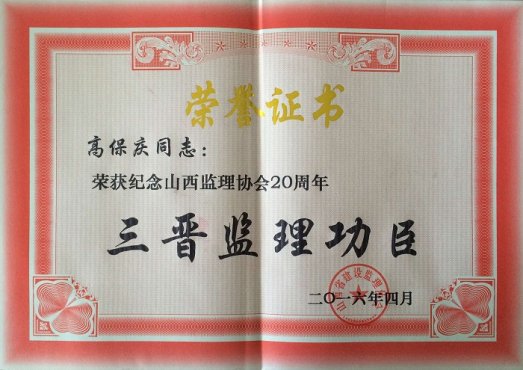 荣誉证书
高保庆同志：
荣获纪念山西监理协会20周年
三晋监理功臣
二〇一六年四月